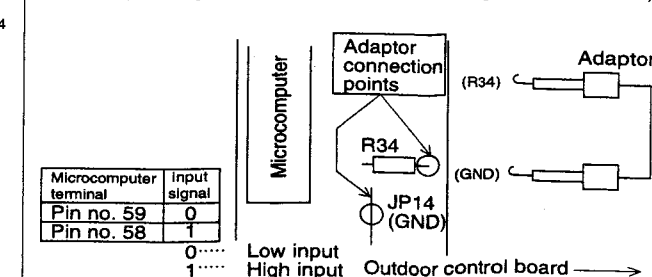 4
Microcomputer
Adaptor
connection
points
Adaptor
(R34)
R34
(GND)
JP14
(GND)
Microcomputer terminal
Input signal
Pin no. 59 0
Pin no. 58 1
0····· Low input
1····· High input
Outdoor control board